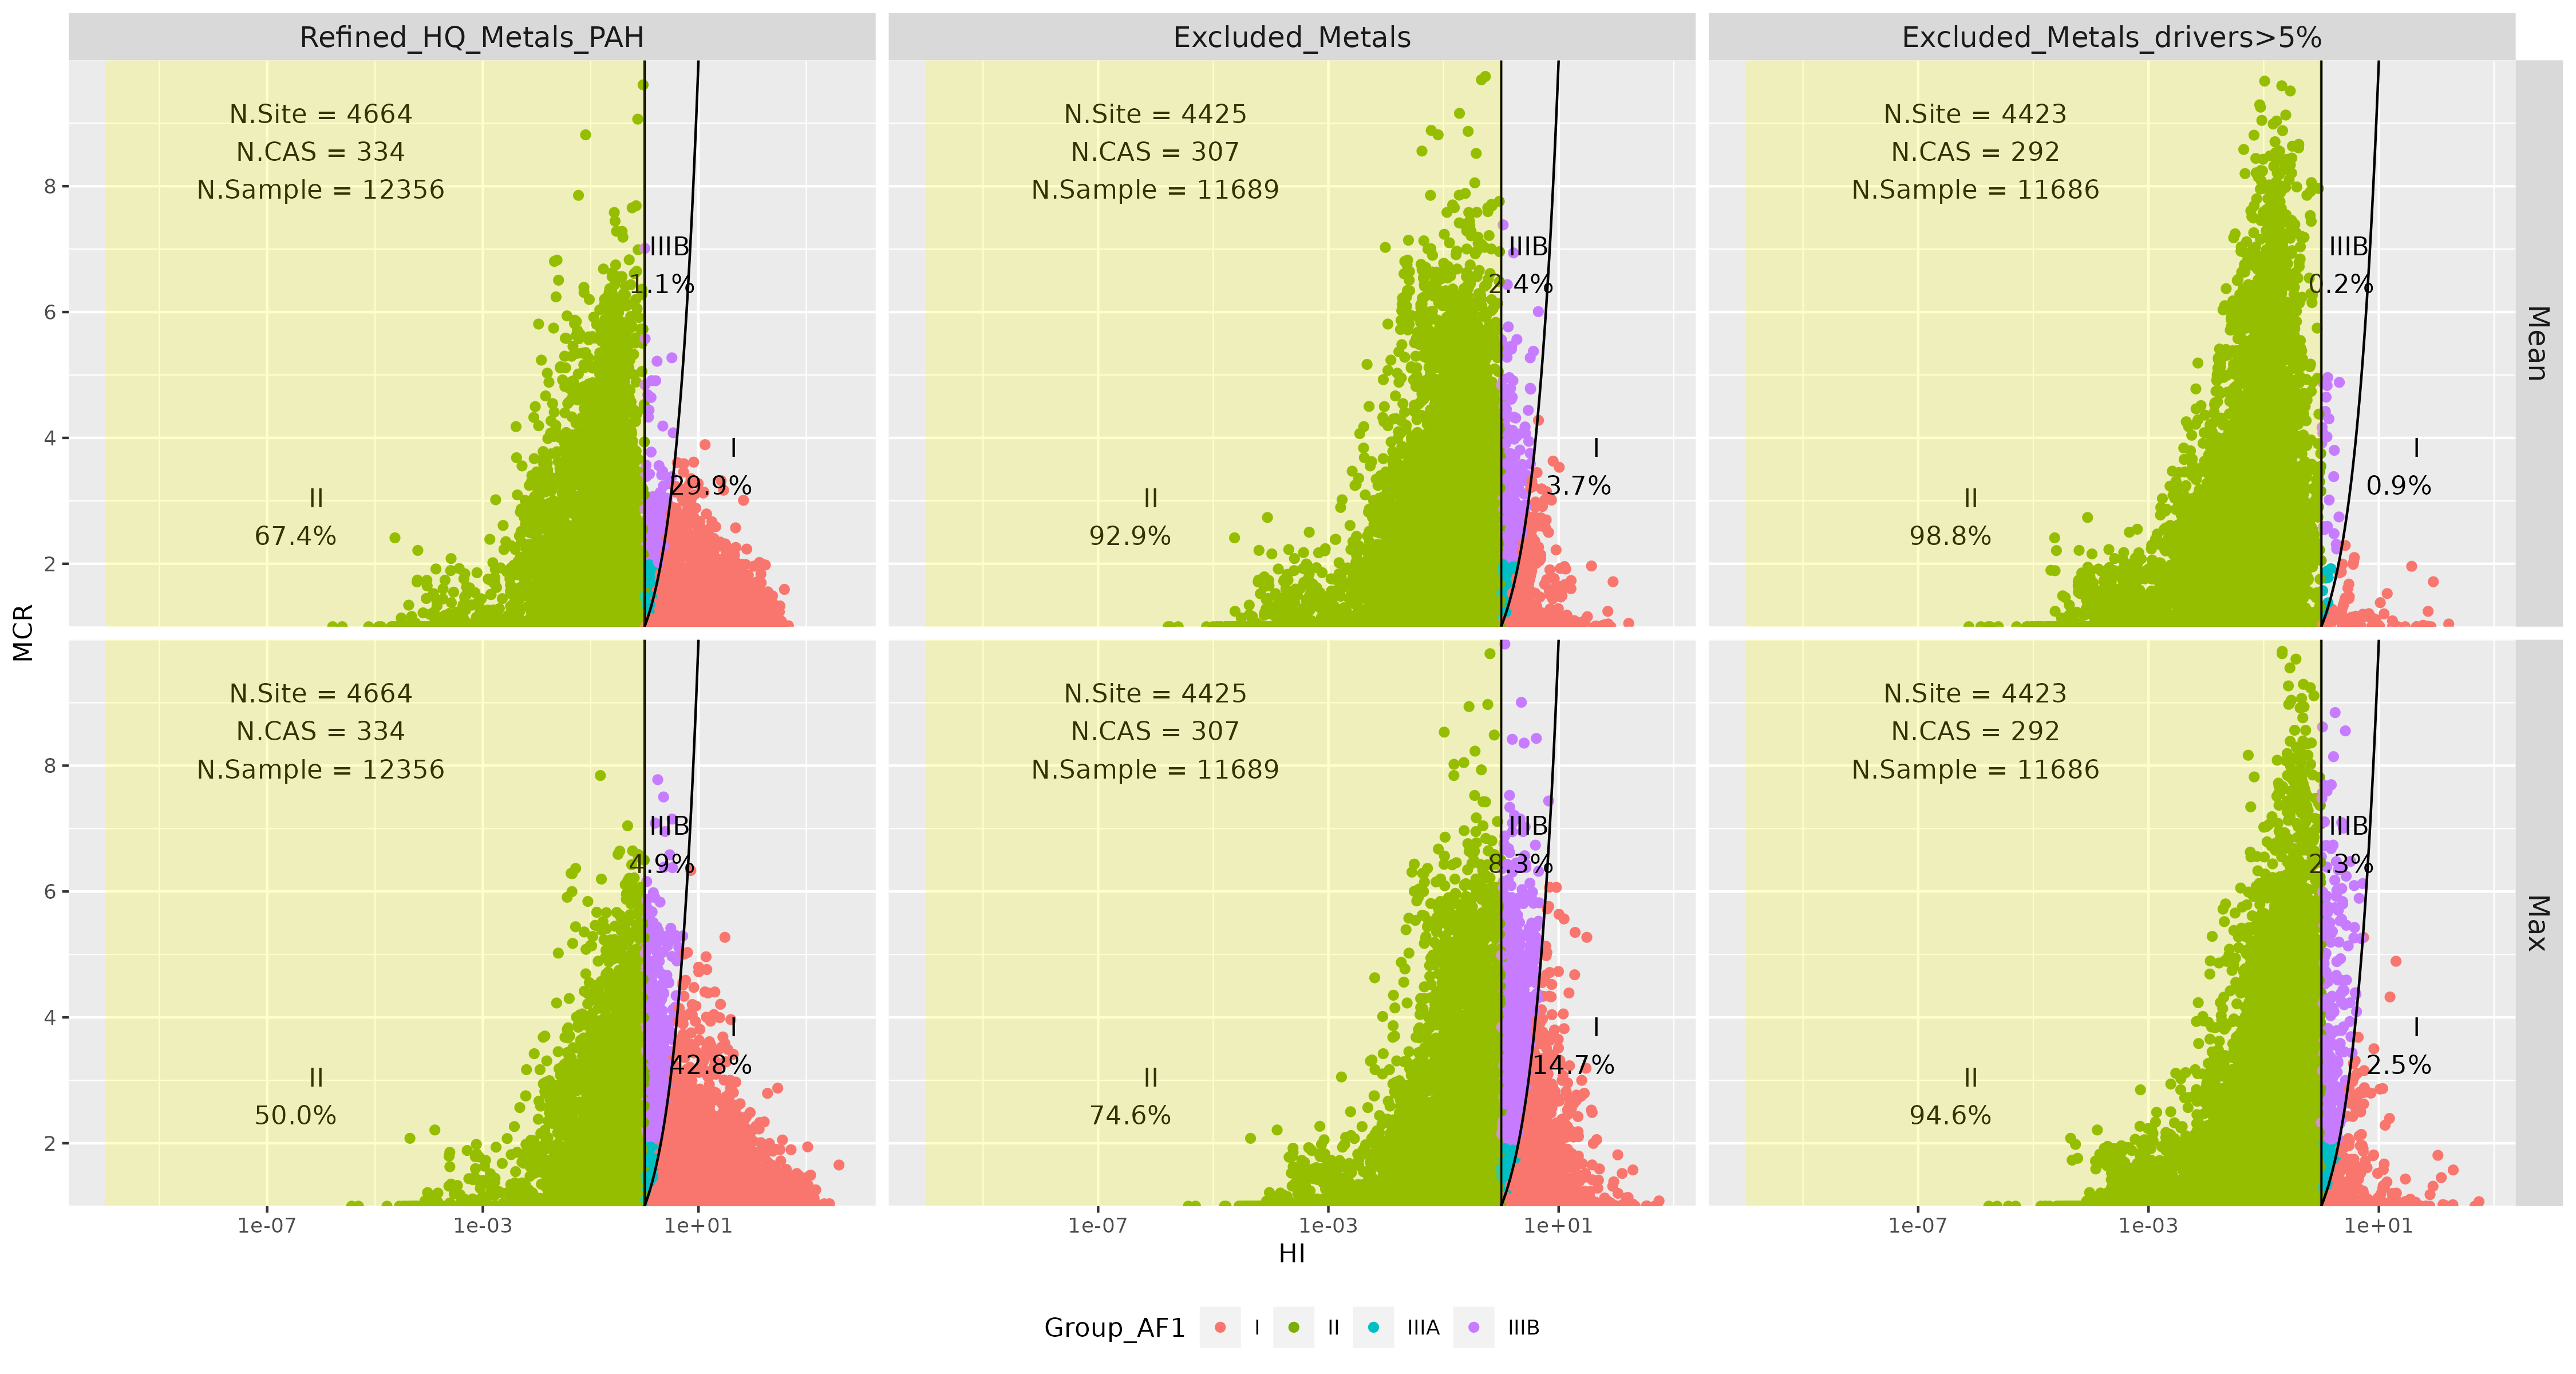 Refined_HQ_Metals_PAH
Excluded_Metals
Excluded_Metals_drivers>5%
N.Site = 4664
N.CAS = 334
N.Sample = 12356
IIIB
1.1%
I
29.9%
II
67.4%
N.Site = 4425
N.CAS = 307
N.Sample = 11689
IIIB
2.4%
I
3.7%
II
92.9%
N.Site = 4423
N.CAS = 292
N.Sample = 11686
IIIB
0.2%
I
0.9%
II
98.8%
Mean
8
6
4
2
MCR
N.Site = 4664
N.CAS = 334
N.Sample = 12356
IIIB
4.9%
I
42.8%
II
50.0%
N.Site = 4425
N.CAS = 307
N.Sample = 11689
IIIB
8.3%
I
14.7%
II
74.6%
N.Site = 4423
N.CAS = 292
N.Sample = 11686
IIIB
2.3%
I
2.5%
II
94.6%
Max
8
6
4
2
1e-07 1e-03 1e+01
1e-07 1e-03 1e+01
1e-07 1e-03 1e+01
HI
Group_AF1 I II IIIA IIIB